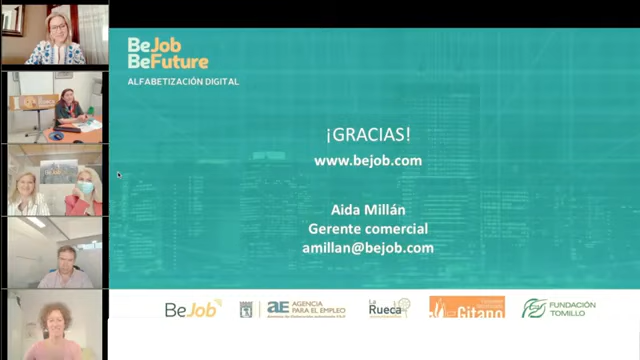 BeJob
BeFuture
ALFABETIZACIÓN DIGITAL
¡GRACIAS!
www.bejob.com
Aida Millán
Gerente comercial
amillan@bejob.com
BeJob
aE AGENCIA
PARA EL EMPLEO
La
Rueca
Gitano
FUNDACIÓN
TOMILLO